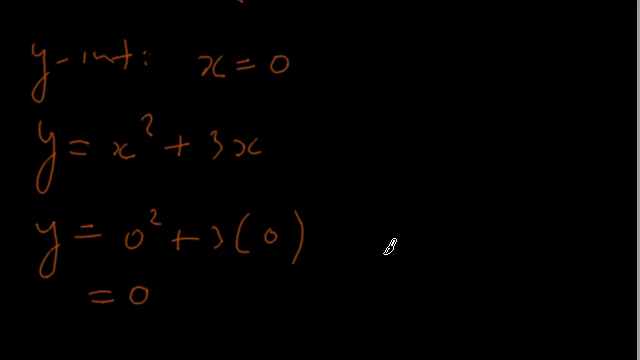 y-int: x = 0
y = x² + 3x
y = 0² + 3(0)
= 0